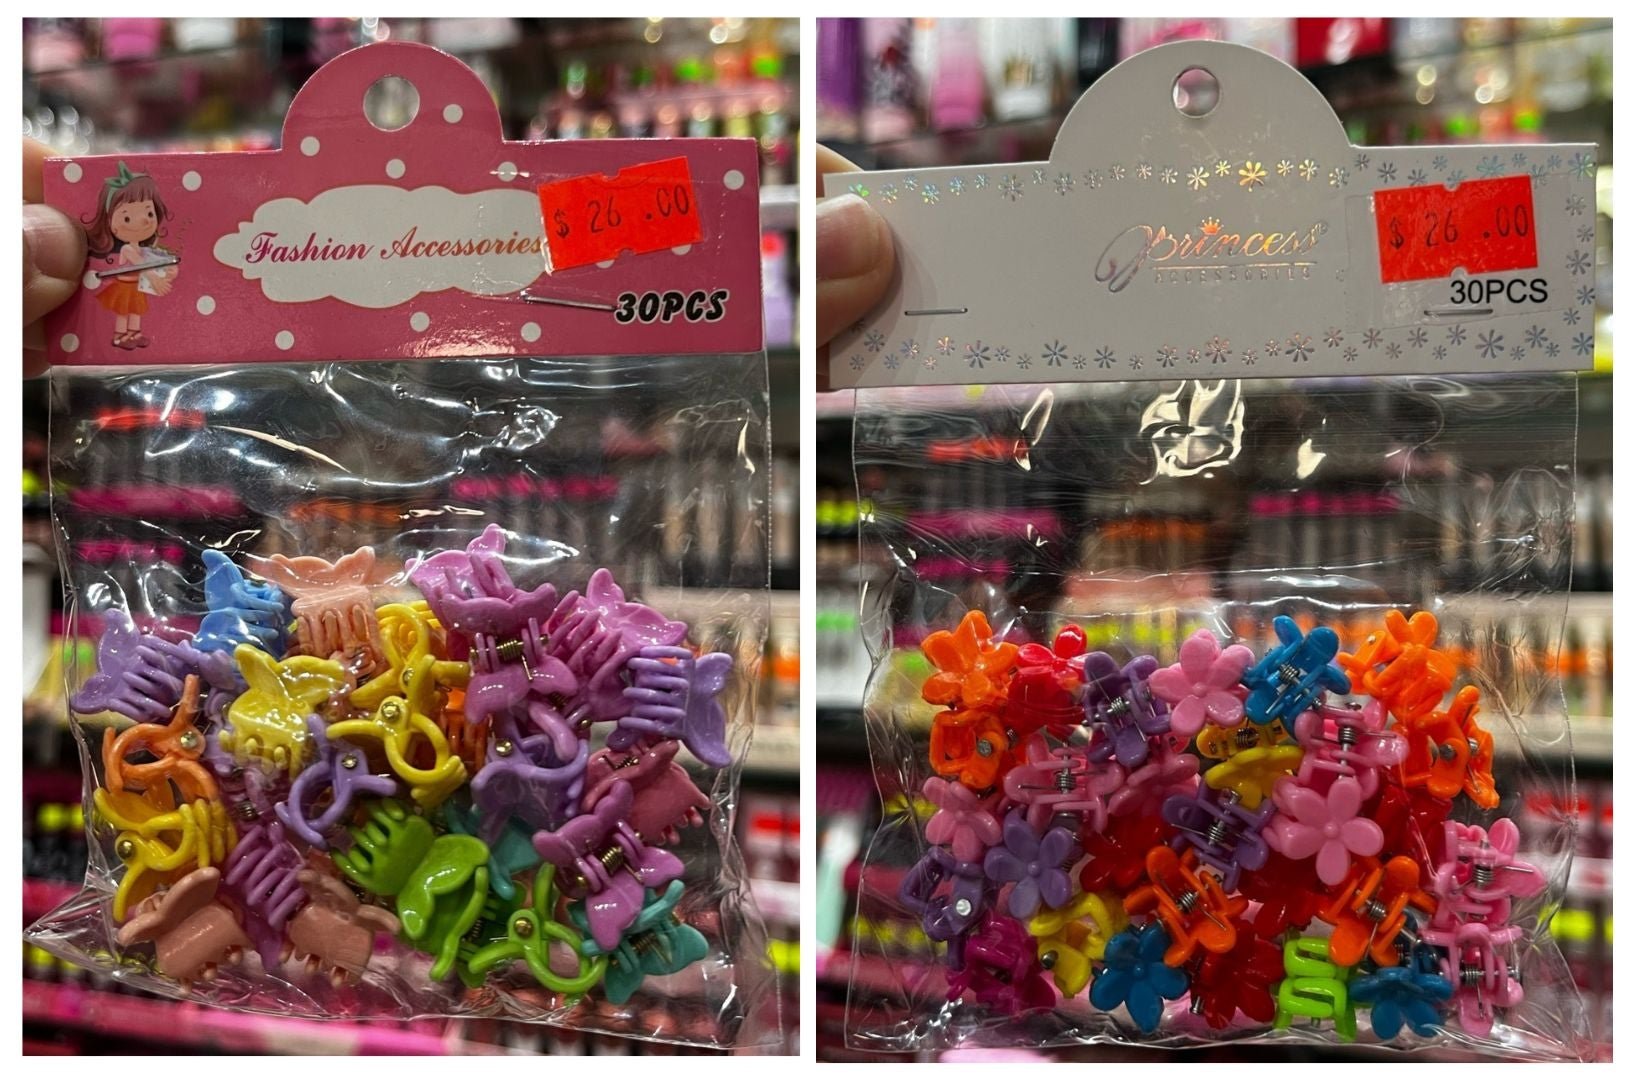 Fashion Accessories
$ 26 .00
30PCS
princess
ACCESSORIES
$ 26 .00
30PCS